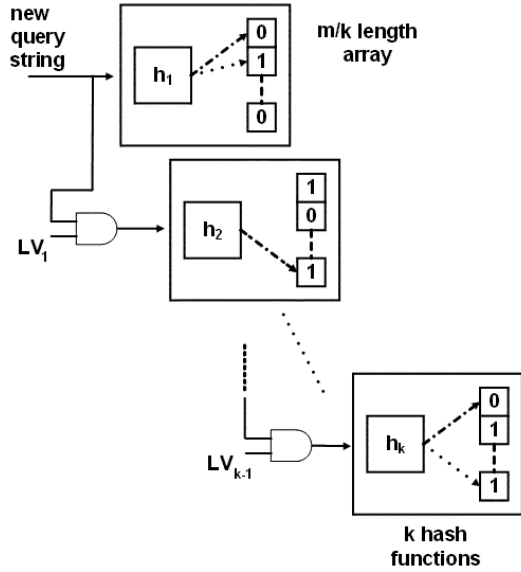 new
query
string
m/k length
array
h₁
0
1
0
LV₁
h₂
1
0
1
LVₖ₋₁
hₖ
0
1
1
k hash
functions